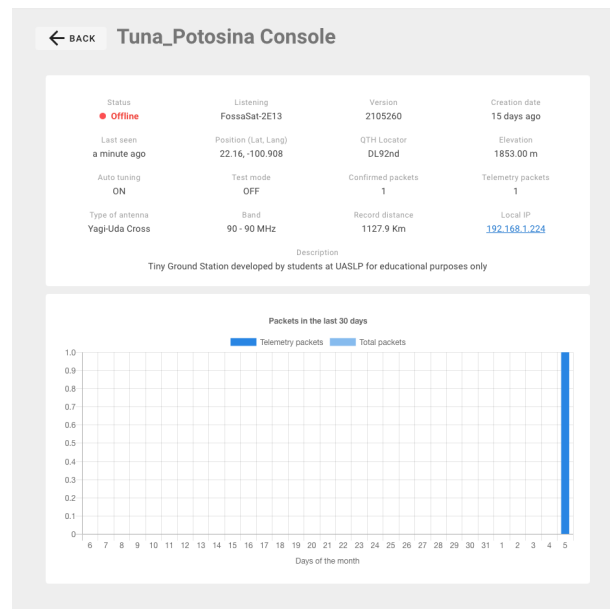 BACK Tuna_Potosina Console
Status Listening Version Creation date
Offline FossaSat-2E13 2105260 15 days ago
Last seen Position (Lat, Lang) QTH Locator Elevation
a minute ago 22.16, -100.908 DL92nd 1853.00 m
Auto tuning Test mode Confirmed packets Telemetry packets
ON OFF 1 1
Type of antenna Band Record distance Local IP
Yagi-Uda Cross 90 - 90 MHz 1127.9 Km 192.168.1.224
Description
Tiny Ground Station developed by students at UASLP for educational purposes only
Packets in the last 30 days
Telemetry packets Total packets
1.0
0.9
0.8
0.7
0.6
0.5
0.4
0.3
0.2
0.1
0
6 7 8 9 10 11 12 13 14 15 16 17 18 19 20 21 22 23 24 25 26 27 28 29 30 31 1 2 3 4 5
Days of the month